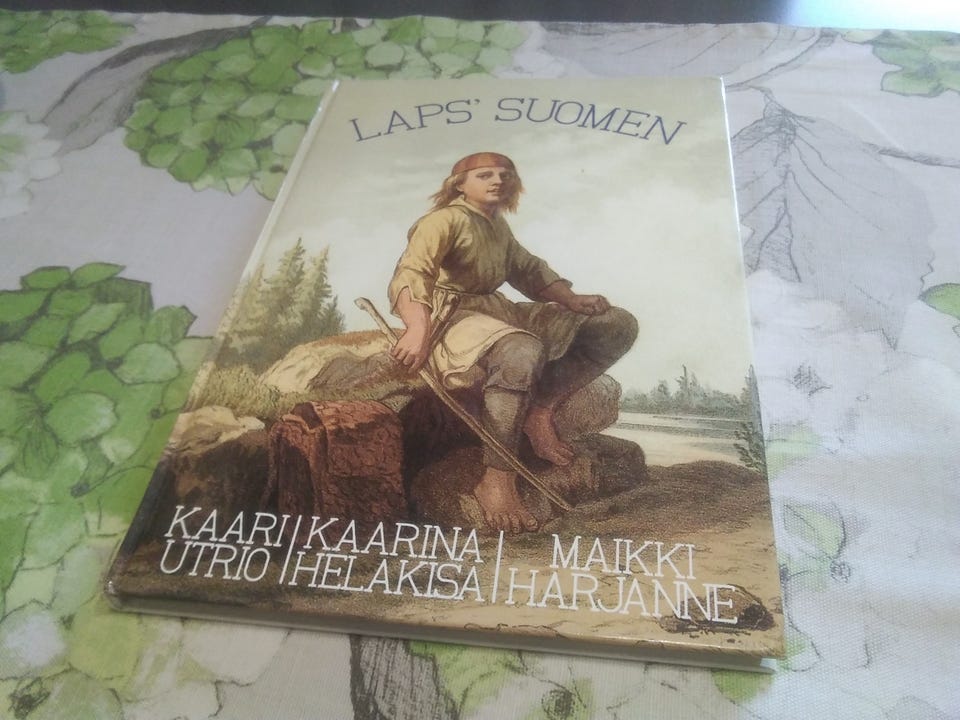 LAPS' SUOMEN
KAARI UTRIO
KAARINA HELAKISA
MAIKKI HARJANNE